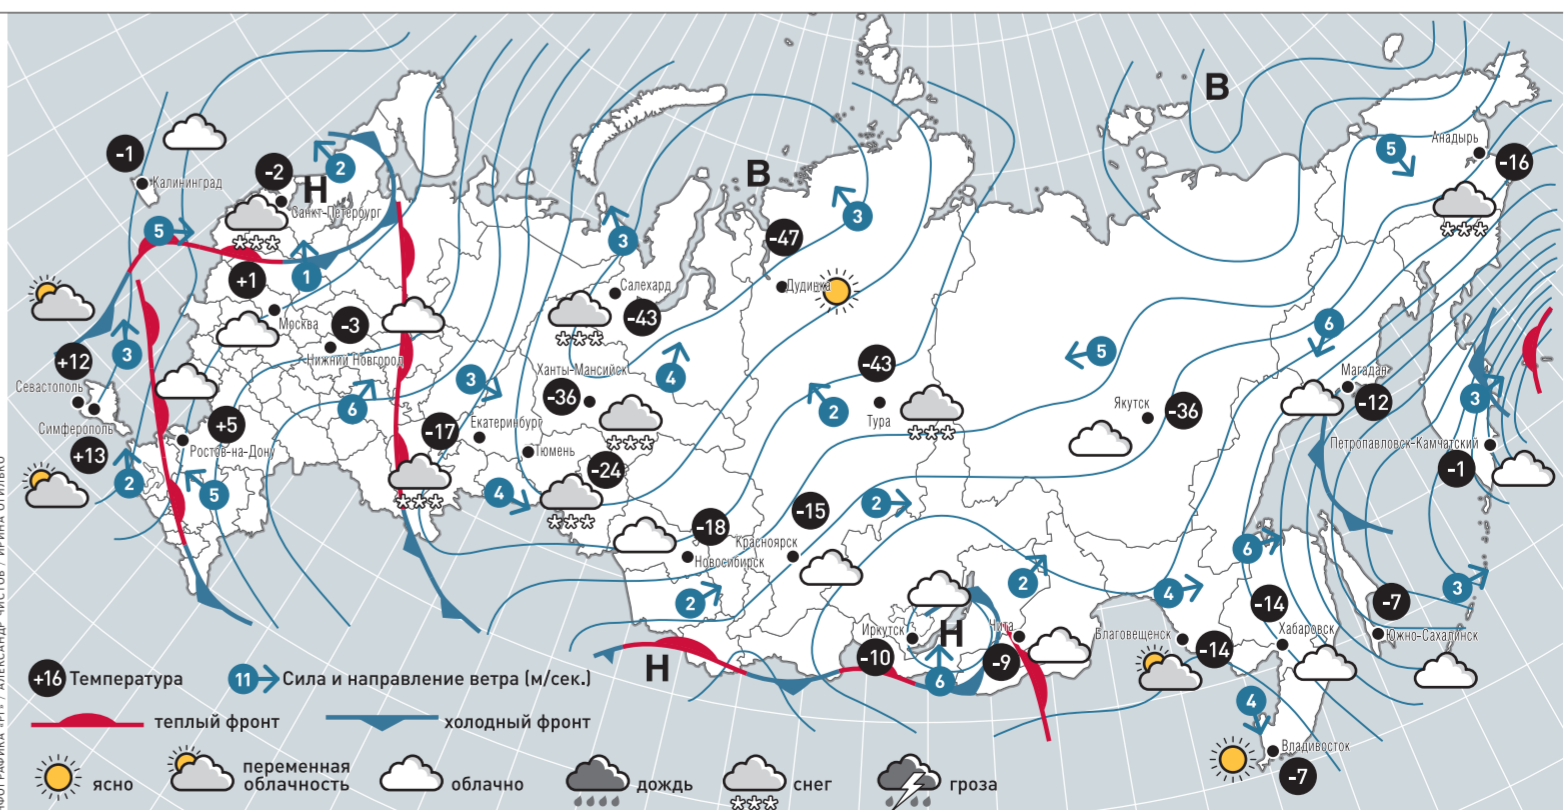 В
В
Анадырь
-16
5
-1
Калининград
-2
2
Н
Санкт-Петербург
5
1
+1
Москва
-3
Нижний Новгород
3
+12
Севастополь
Симферополь
+13
2
+5
Ростов-на-Дону
5
6
3
-17
Екатеринбург
Тюмень
4
-24
3
Салехард
-43
Ханты-Мансийск
-36
4
-47
Дудинка
3
-43
Тура
2
5
Якутск
-36
6
Магадан
-12
3
Петропавловск-Камчатский
-1
-18
Новосибирск
2
-15
Красноярск
2
Иркутск
-10
Н
Н
6
Чита
-9
2
4
Благовещенск
-14
6
-14
Хабаровск
-7
Южно-Сахалинск
3
4
Владивосток
-7
+16 Температура
11 Сила и направление ветра (м/сек.)
теплый фронт
холодный фронт
ясно
переменная
облачность
облачно
дождь
снег
гроза